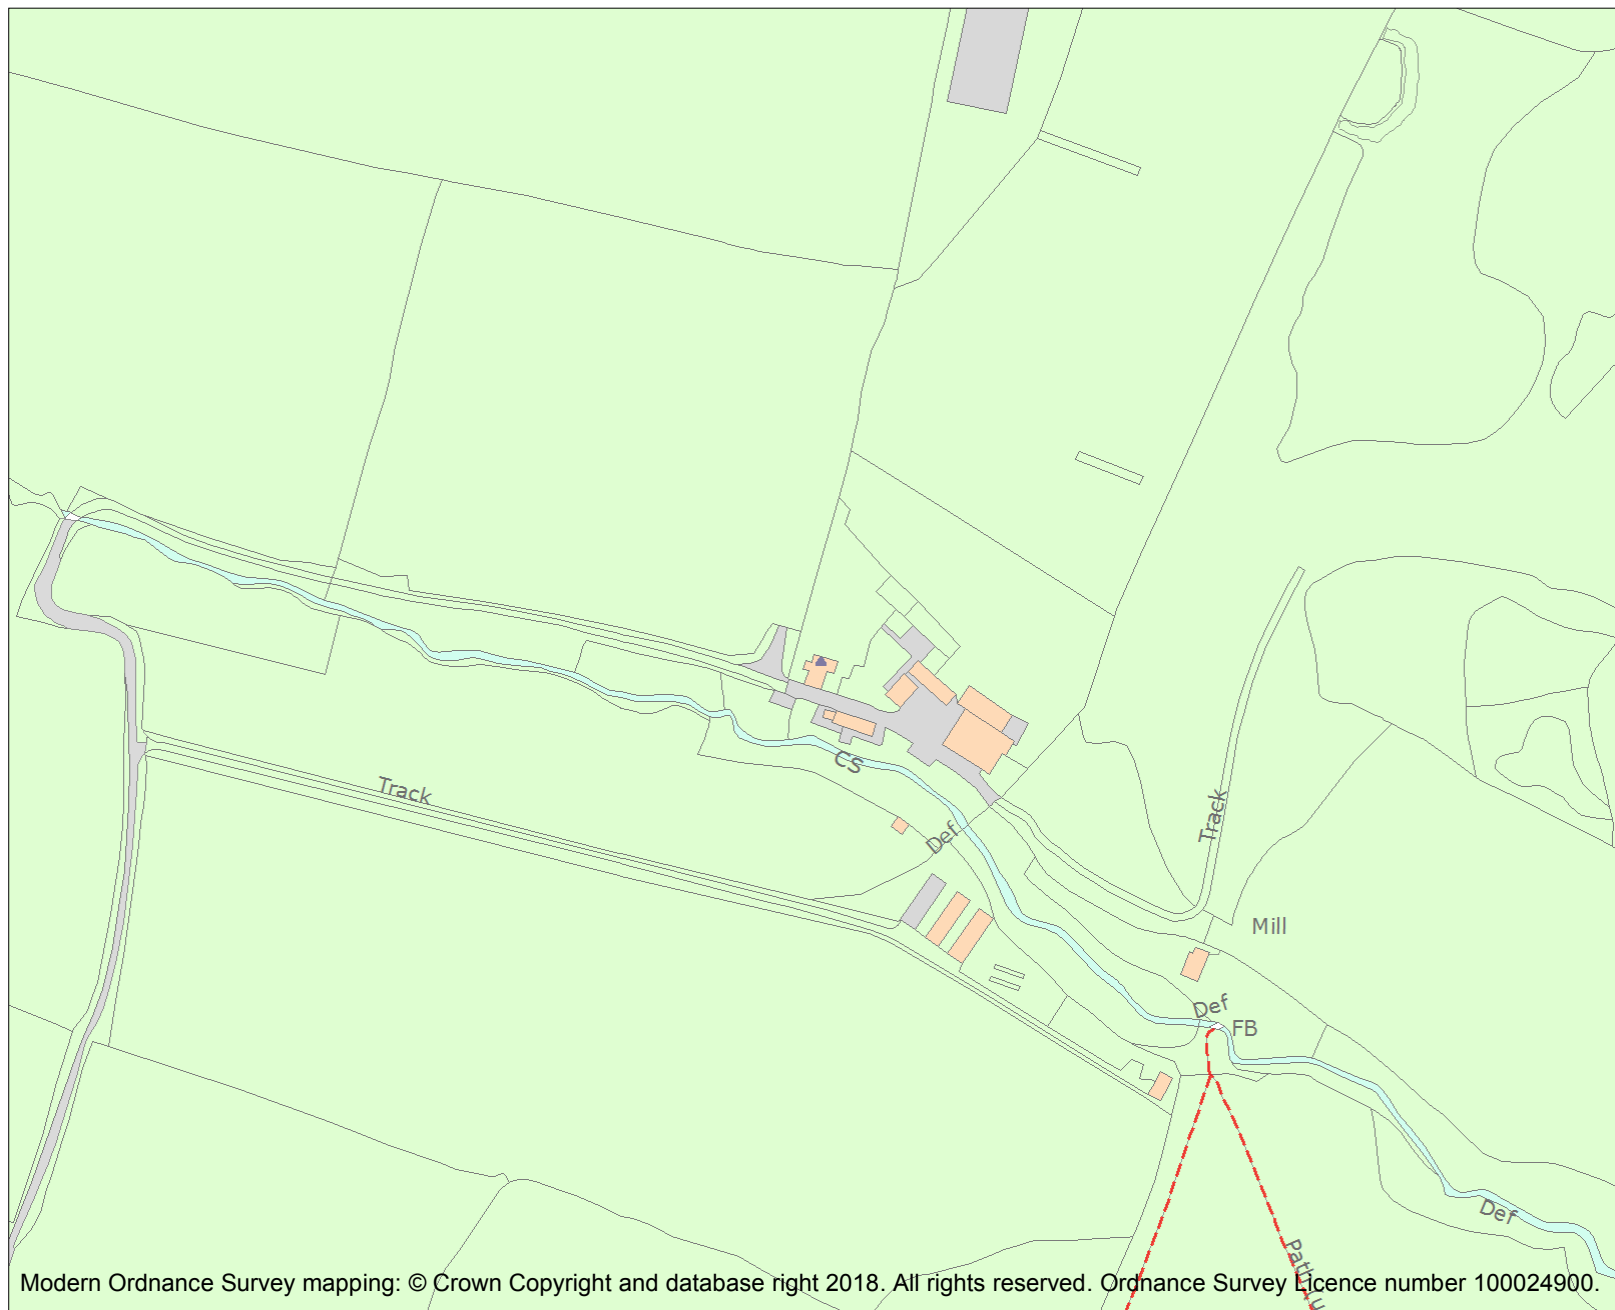 CS
Track
Track
Def
Mill
Def
FB
Def
Path
Modern Ordnance Survey mapping: © Crown Copyright and database right 2018. All rights reserved. Ordnance Survey Licence number 100024900.